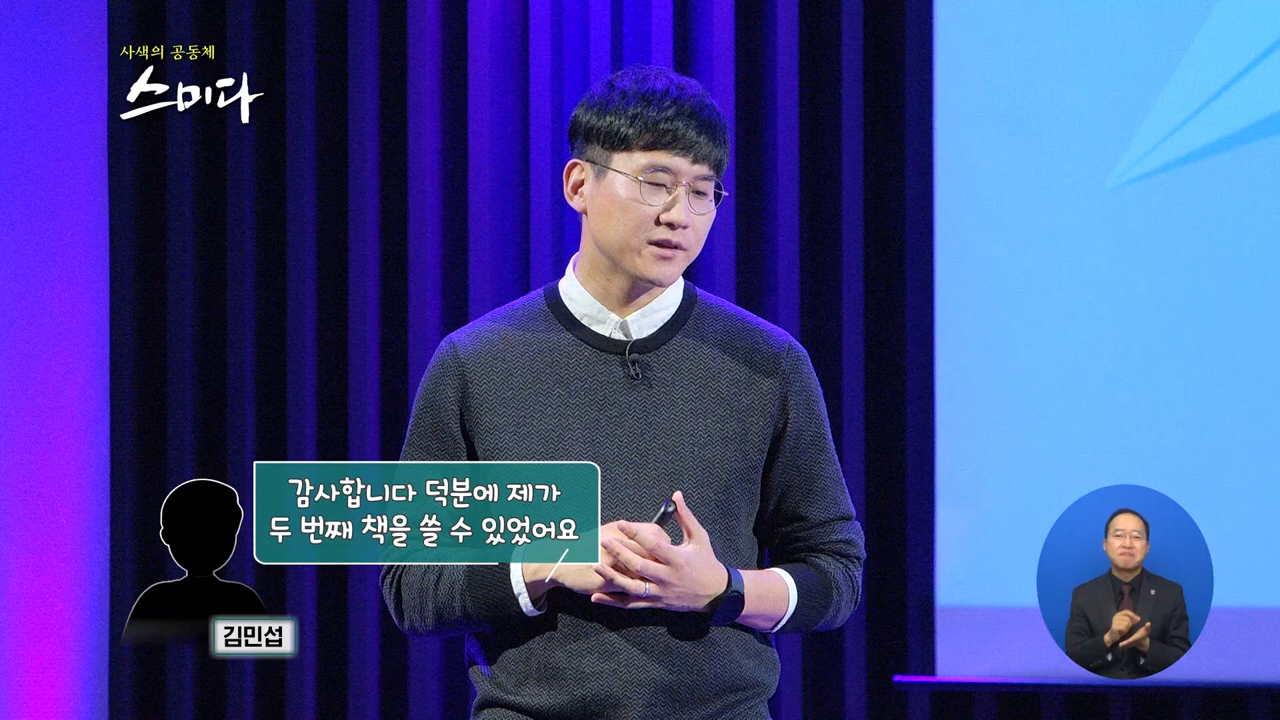 사색의 공동체
스미다
감사합니다 덕분에 제가
두 번째 책을 쓸 수 있었어요
김민섭